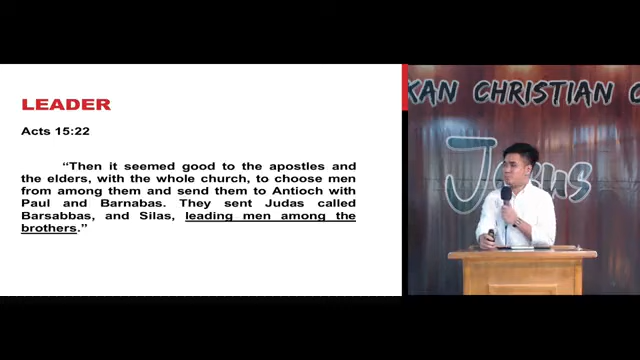 LEADER
Acts 15:22
“Then it seemed good to the apostles and
the elders, with the whole church, to choose men
from among them and send them to Antioch with
Paul and Barnabas. They sent Judas called
Barsabbas, and Silas, leading men among the
brothers.”
KAN CHRISTIAN C
Jesus